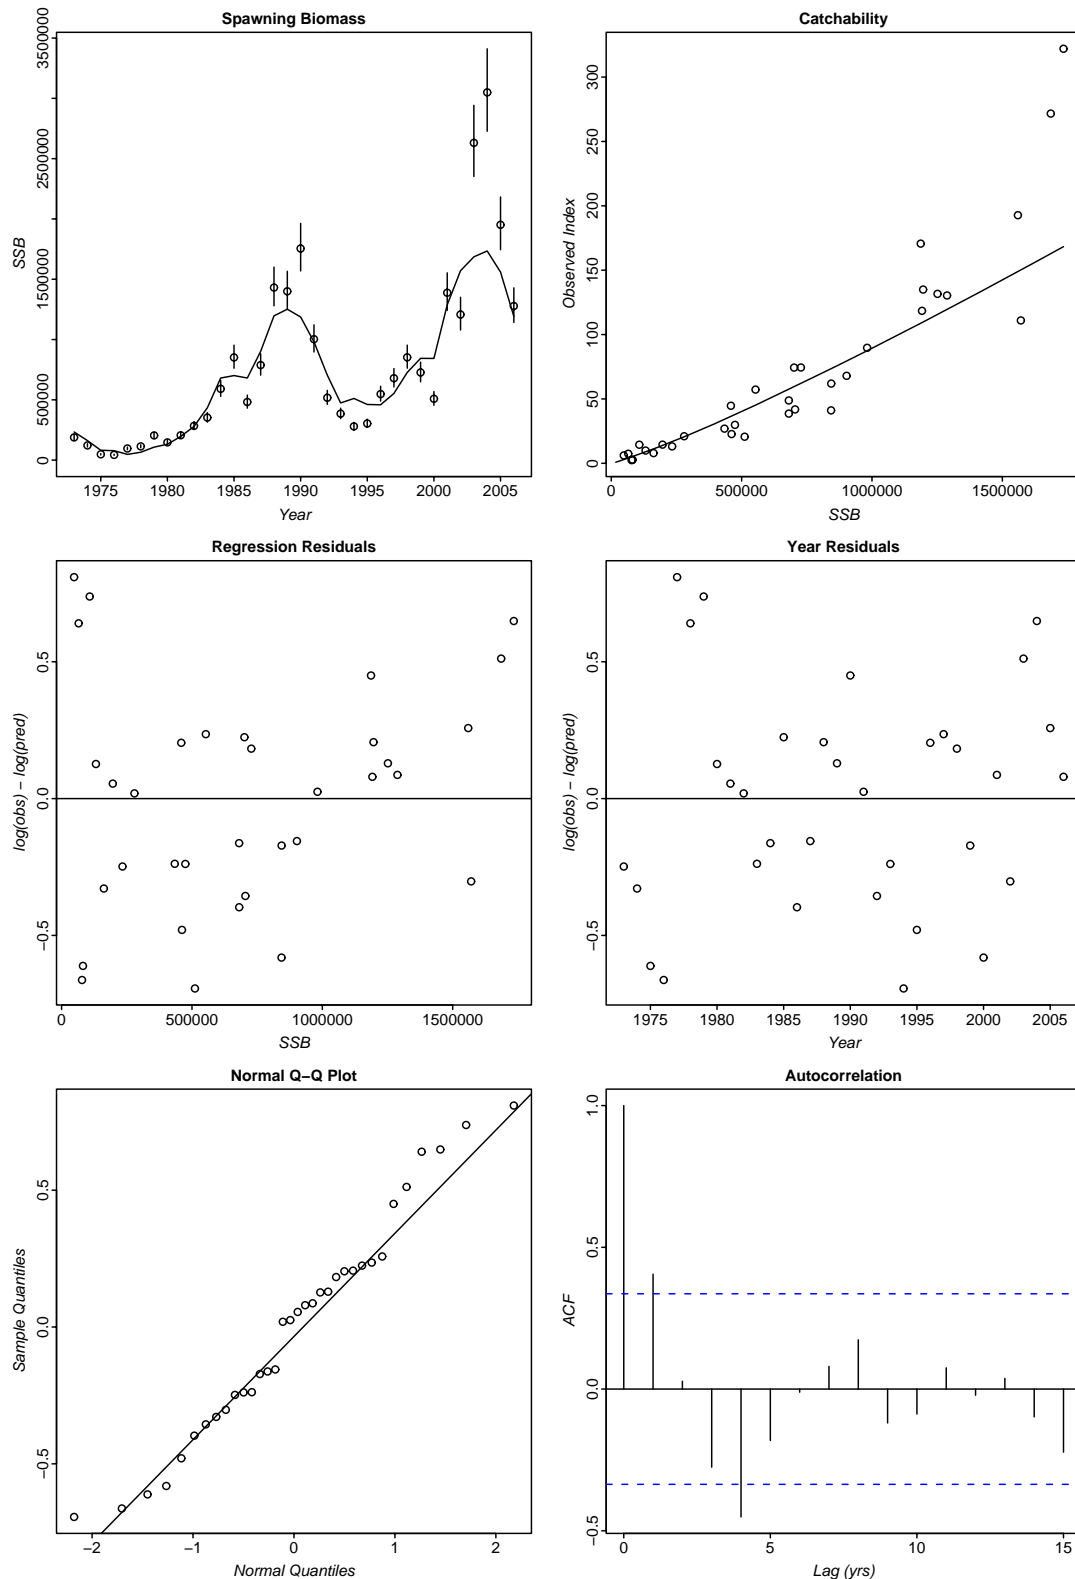 Spawning Biomass
SSB
0 500000 1500000 2500000 3500000
1975 1980 1985 1990 1995 2000 2005
Year
Catchability
Observed Index
0 50 100 150 200 300
0 500000 1000000 1500000
SSB
Regression Residuals
log(obs) − log(pred)
−0.5 0.0 0.5
0 500000 1000000 1500000
SSB
Year Residuals
log(obs) − log(pred)
−0.5 0.0 0.5
1975 1980 1985 1990 1995 2000 2005
Year
Normal Q−Q Plot
Sample Quantiles
−0.5 0.0 0.5
−2 −1 0 1 2
Normal Quantiles
Autocorrelation
ACF
−0.5 0.0 0.5 1.0
0 5 10 15
Lag (yrs)